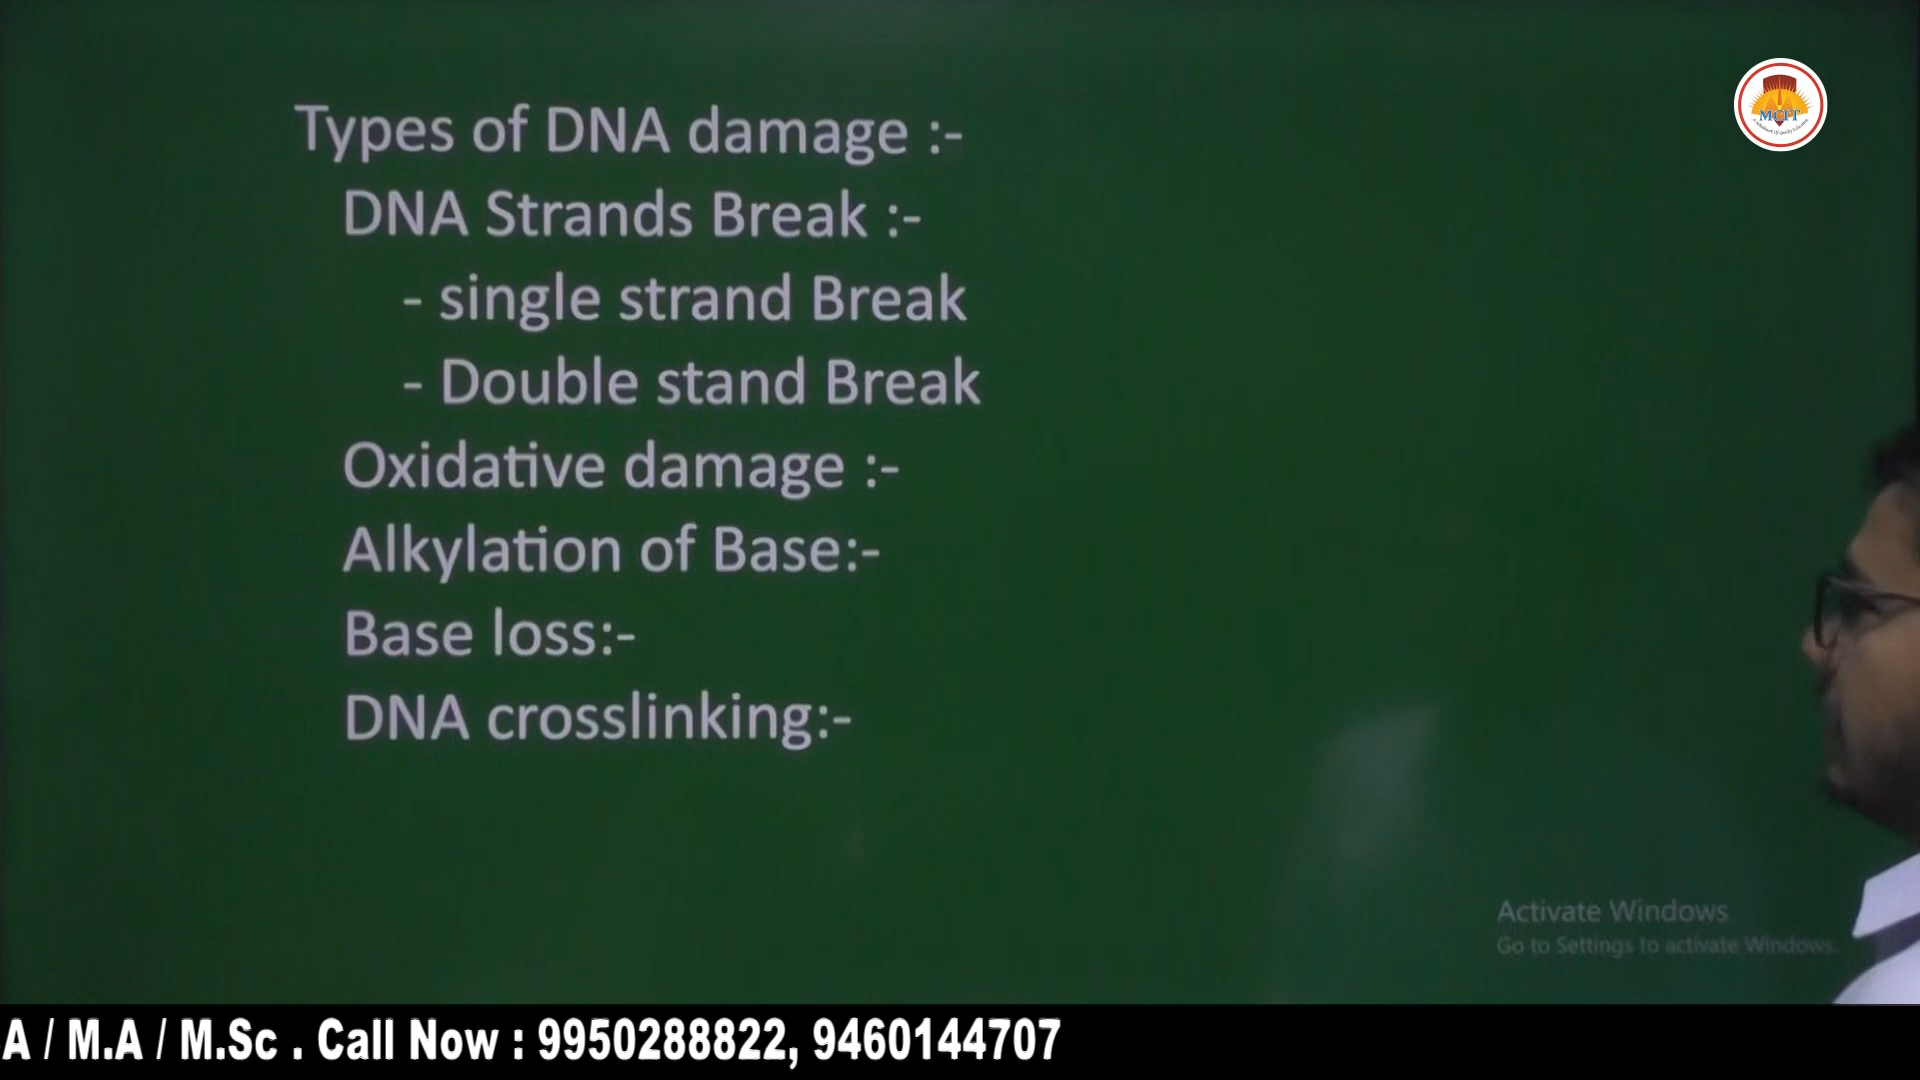 Types of DNA damage :-
DNA Strands Break :-
- single strand Break
- Double stand Break
Oxidative damage :-
Alkylation of Base:-
Base loss:-
DNA crosslinking:-
MCPT
Activate Windows
Go to Settings to activate Windows.
A / M.A / M.Sc . Call Now : 9950288822, 9460144707